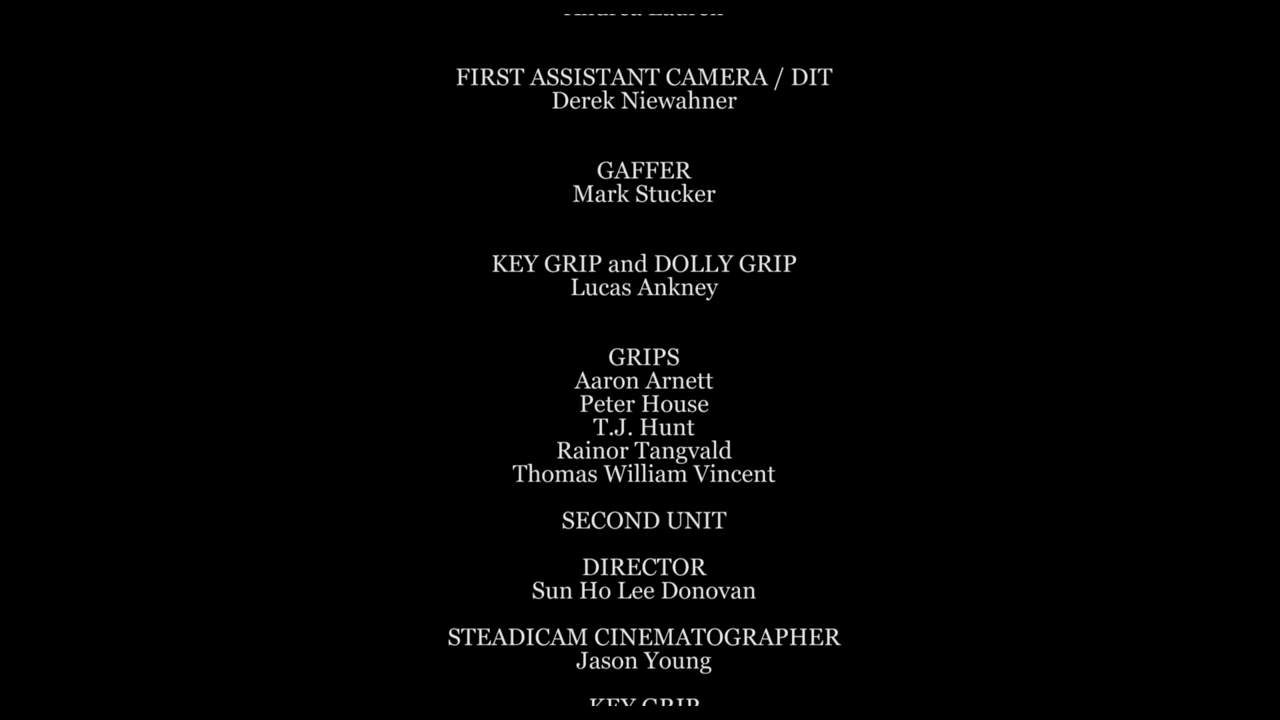 FIRST ASSISTANT CAMERA / DIT
Derek Niewahner
GAFFER
Mark Stucker
KEY GRIP and DOLLY GRIP
Lucas Ankney
GRIPS
Aaron Arnett
Peter House
T.J. Hunt
Rainor Tangvald
Thomas William Vincent
SECOND UNIT
DIRECTOR
Sun Ho Lee Donovan
STEADICAM CINEMATOGRAPHER
Jason Young
KEY GRIP